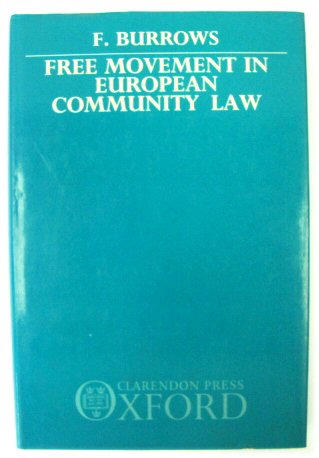 F. BURROWS
FREE MOVEMENT IN
EUROPEAN
COMMUNITY LAW
CLARENDON PRESS
OXFORD